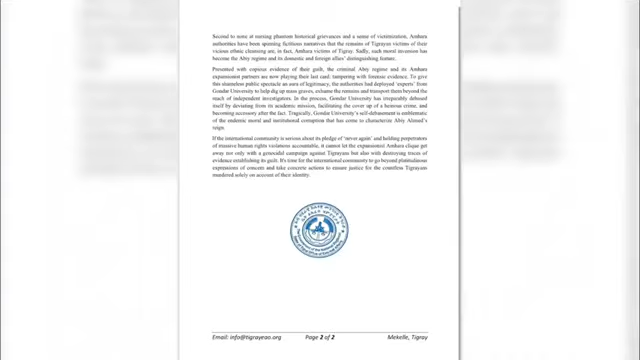 Second to none at nursing phantom historical grievances and a sense of victimization, Amhara
authorities have been spinning fictitious narratives that the remains of Tigrayan victims of their
vicious ethnic cleansing are, in fact, Amhara victims of Tigray. Sadly, such moral inversion has
become the Abiy regime and its domestic and foreign allies' distinguishing feature.
Presented with copious evidence of their guilt, the criminal Abiy regime and its Amhara
expansionist partners are now playing their last card: tampering with forensic evidence. To give
this shameless public spectacle an aura of legitimacy, the authorities had deployed 'experts' from
Gondar University to help dig up mass graves, exhume the remains and transport them beyond the
reach of independent investigators. In the process, Gondar University has irreparably debased
itself by deviating from its academic mission, facilitating the cover up of a heinous crime, and
becoming accessory after the fact. Tragically, Gondar University's self-debasement is emblematic
of the endemic moral and institutional corruption that has come to characterize Abiy Ahmed's
reign.
If the international community is serious about its pledge of 'never again' and holding perpetrators
of massive human rights violations accountable, it cannot let the expansionist Amhara clique get
away not only with a genocidal campaign against Tigrayans but also with destroying traces of
evidence establishing its guilt. It's time for the international community to go beyond platitudinous
expressions of concern and take concrete actions to ensure justice for the countless Tigrayans
murdered solely on account of their identity.
Email: info@tigrayeao.org Page 2 of 2 Mekelle, Tigray